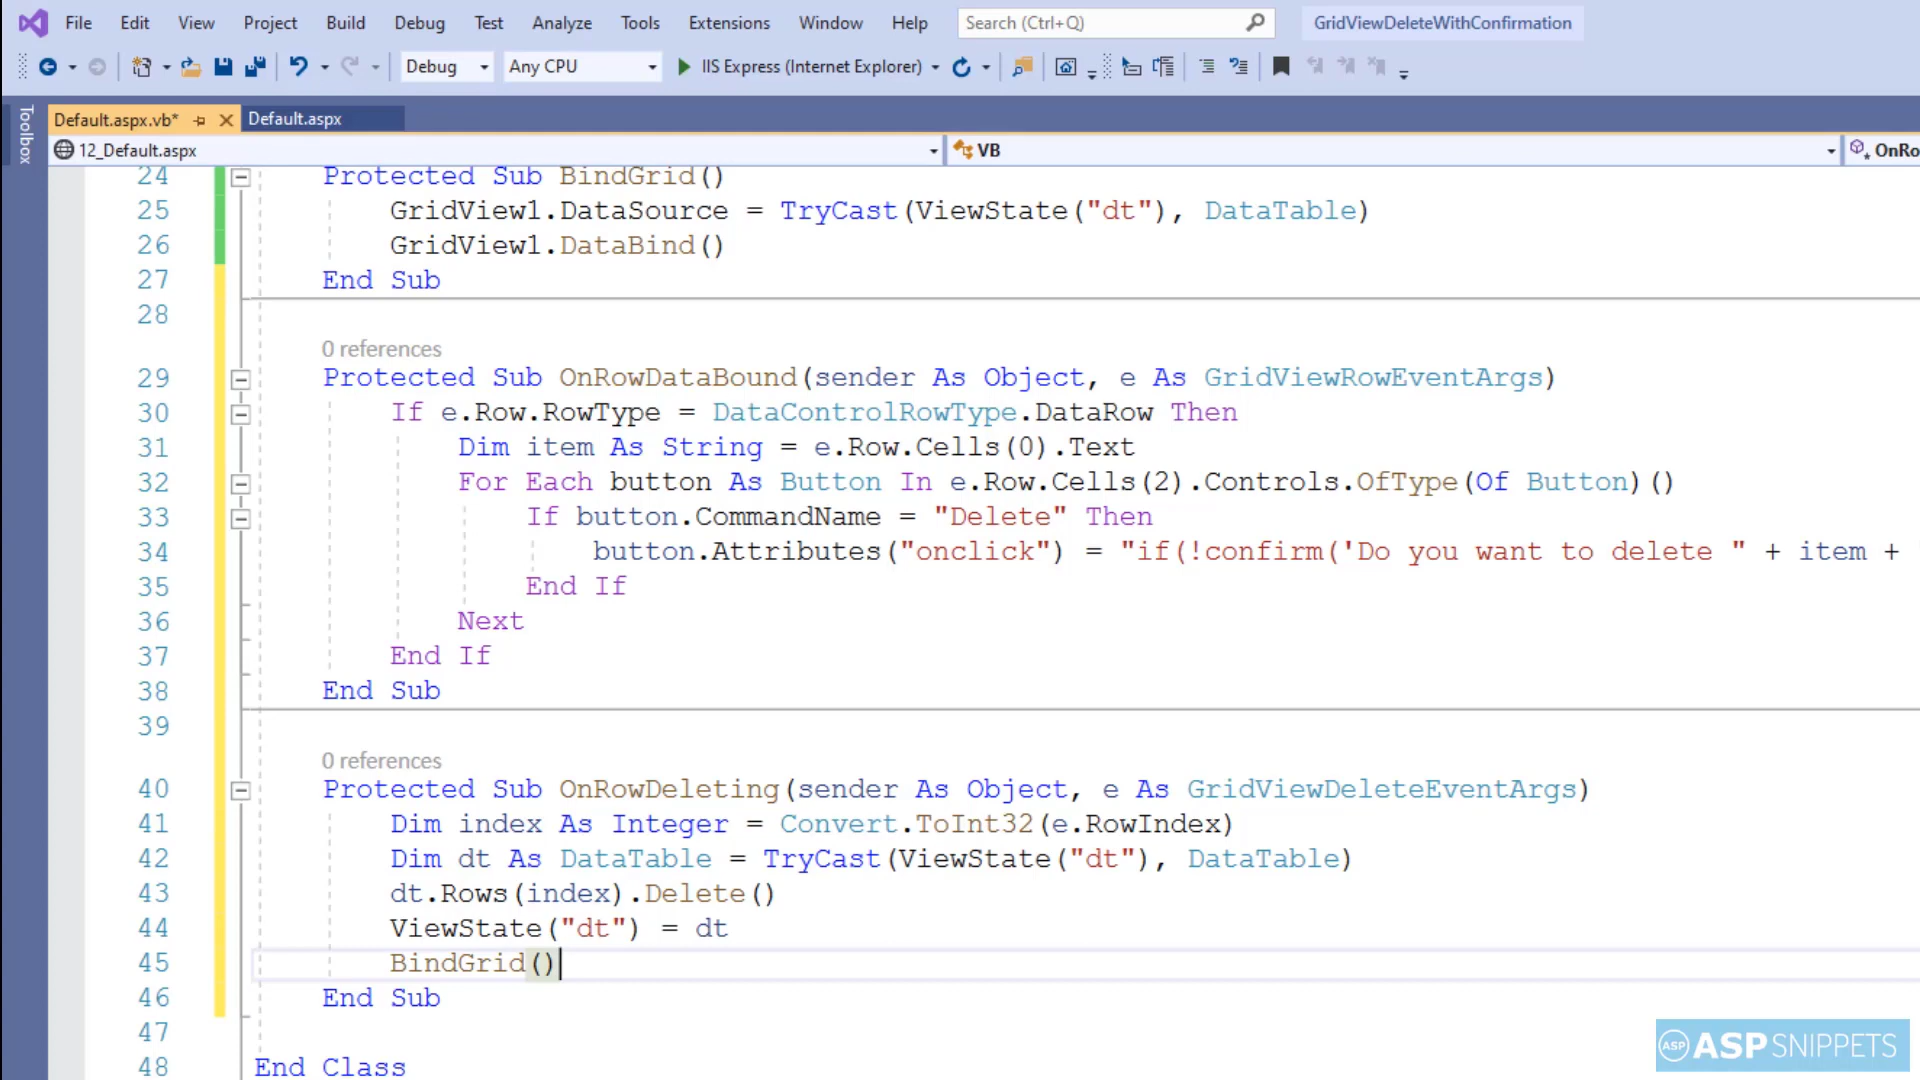 File Edit View Project Build Debug Test Analyze Tools Extensions Window Help Search (Ctrl+Q) GridViewDeleteWithConfirmation
Debug Any CPU IIS Express (Internet Explorer)
Toolbox
Default.aspx.vb* Default.aspx
12_Default.aspx VB OnRo
24 Protected Sub BindGrid()
25 GridView1.DataSource = TryCast(ViewState("dt"), DataTable)
26 GridView1.DataBind()
27 End Sub
28
0 references
29 Protected Sub OnRowDataBound(sender As Object, e As GridViewRowEventArgs)
30 If e.Row.RowType = DataControlRowType.DataRow Then
31 Dim item As String = e.Row.Cells(0).Text
32 For Each button As Button In e.Row.Cells(2).Controls.OfType(Of Button)()
33 If button.CommandName = "Delete" Then
34 button.Attributes("onclick") = "if(!confirm('Do you want to delete " + item +
35 End If
36 Next
37 End If
38 End Sub
39
0 references
40 Protected Sub OnRowDeleting(sender As Object, e As GridViewDeleteEventArgs)
41 Dim index As Integer = Convert.ToInt32(e.RowIndex)
42 Dim dt As DataTable = TryCast(ViewState("dt"), DataTable)
43 dt.Rows(index).Delete()
44 ViewState("dt") = dt
45 BindGrid()
46 End Sub
47
48 End Class
ASP ASPSNIPPETS